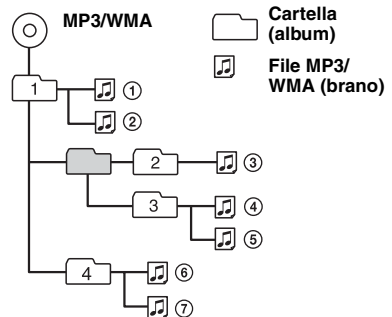 MP3/WMA
Cartella
(album)
File MP3/
WMA (brano)
1
①
②
2
③
3
④
⑤
4
⑥
⑦